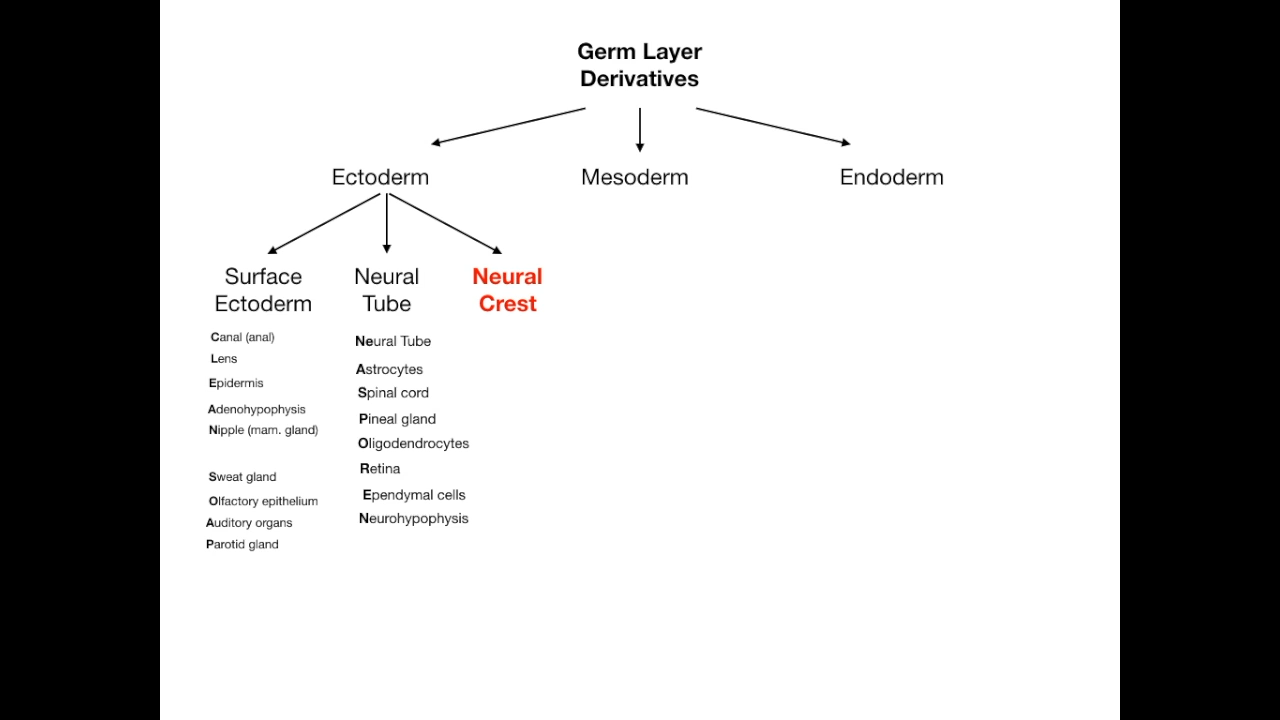 Germ Layer
Derivatives
Ectoderm
Mesoderm
Endoderm
Surface
Ectoderm
Neural
Tube
Neural
Crest
Canal (anal)
Lens
Epidermis
Adenohypophysis
Nipple (mam. gland)
Sweat gland
Olfactory epithelium
Auditory organs
Parotid gland
Neural Tube
Astrocytes
Spinal cord
Pineal gland
Oligodendrocytes
Retina
Ependymal cells
Neurohypophysis